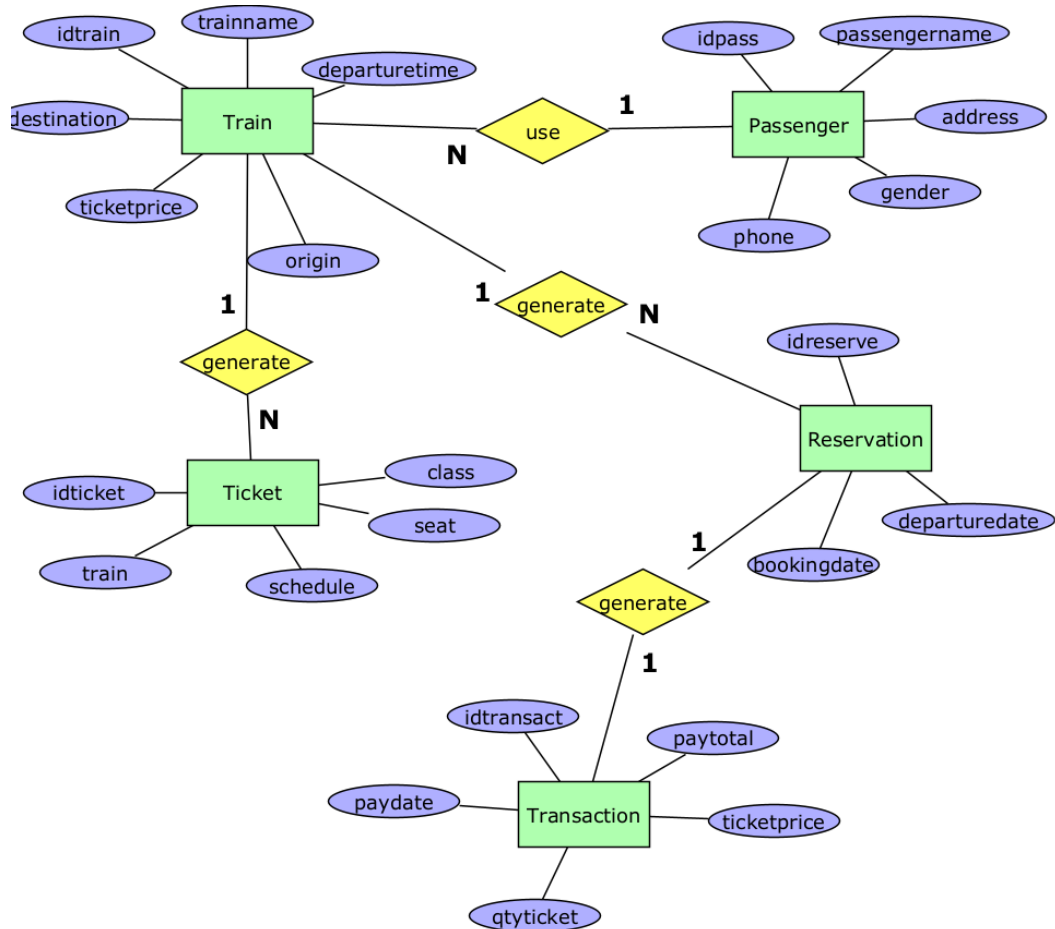 trainname
idtrain
passengername
idpass
departuretime
destination
Train
1
Passenger
address
use
N
ticketprice
gender
phone
origin
1
1
generate
N
idreserve
generate
N
Reservation
class
idticket
Ticket
seat
departuredate
train
schedule
1
bookingdate
generate
1
idtransact
paytotal
paydate
Transaction
ticketprice
qtyticket